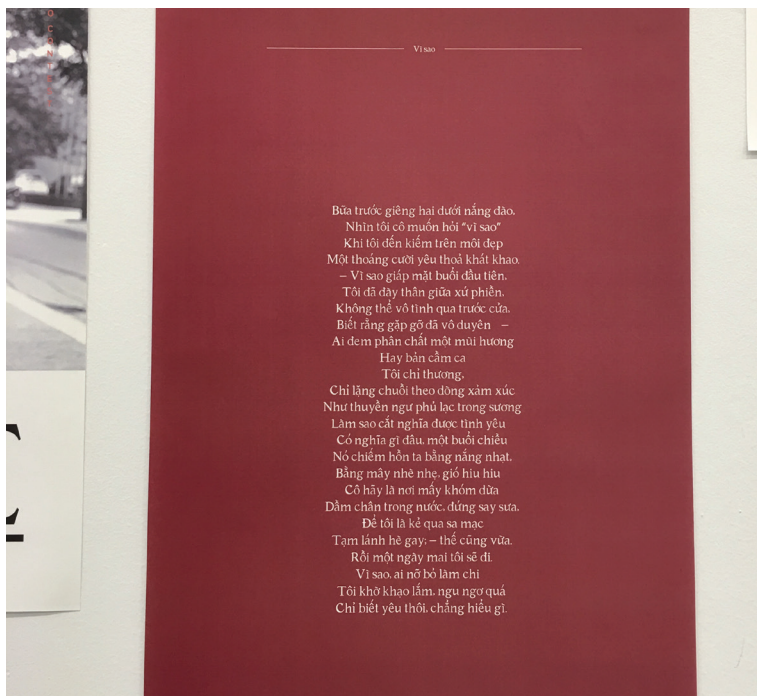 O CONT
E
Vì sao
Bữa trước giêng hai dưới nắng đào,
Nhìn tôi cô muốn hỏi "vì sao"
Khi tôi đến kiếm trên môi đẹp
Một thoáng cười yêu thoả khát khao.
– Vì sao giáp mặt buổi đầu tiên,
Tôi đã đày thân giữa xứ phiền,
Không thể vô tình qua trước cửa,
Biết rằng gặp gỡ đã vô duyên –
Ai đem phân chất một mùi hương
Hay bản cầm ca
Tôi chỉ thương,
Chỉ lặng chuỗi theo dòng xảm xúc
Như thuyền ngư phủ lạc trong sương
Làm sao cắt nghĩa được tình yêu
Có nghĩa gì đâu, một buổi chiều
Nó chiếm hồn ta bằng nắng nhạt,
Bằng mây nhè nhẹ, gió hiu hiu
Cô hãy là nơi mấy khóm dừa
Dầm chân trong nước, đứng say sưa,
Để tôi là kẻ qua sa mạc
Tạm lánh hè gay; – thế cũng vừa.
Rồi một ngày mai tôi sẽ đi.
Vì sao, ai nỡ bỏ làm chi
Tôi khờ khạo lắm, ngu ngơ quá
Chỉ biết yêu thôi, chẳng hiểu gì.